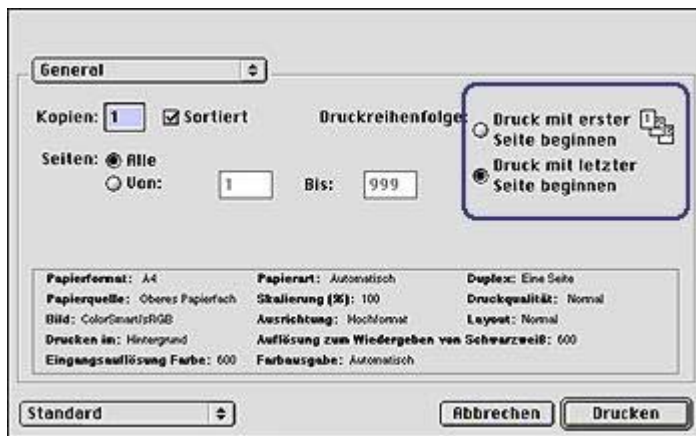 General
Kopien: 1 Sortiert Druckreihenfolge:
Druck mit erster
Seite beginnen
Seiten: Alle
Druck mit letzter
Seite beginnen
Von: 1 Bis: 999
Papierformat: A4 Papierart: Automatisch Duplex: Eine Seite
Papierquelle: Oberes Papierfach Skalierung (%): 100 Druckqualität: Normal
Bild: ColorSmart/sRGB Ausrichtung: Hochformat Layout: Normal
Drucken im: Hintergrund Auflösung zum Wiedergeben von Schwarzweiß: 600
Eingangsauflösung Farbe: 600 Farbausgabe: Automatisch
Standard Abbrechen Drucken